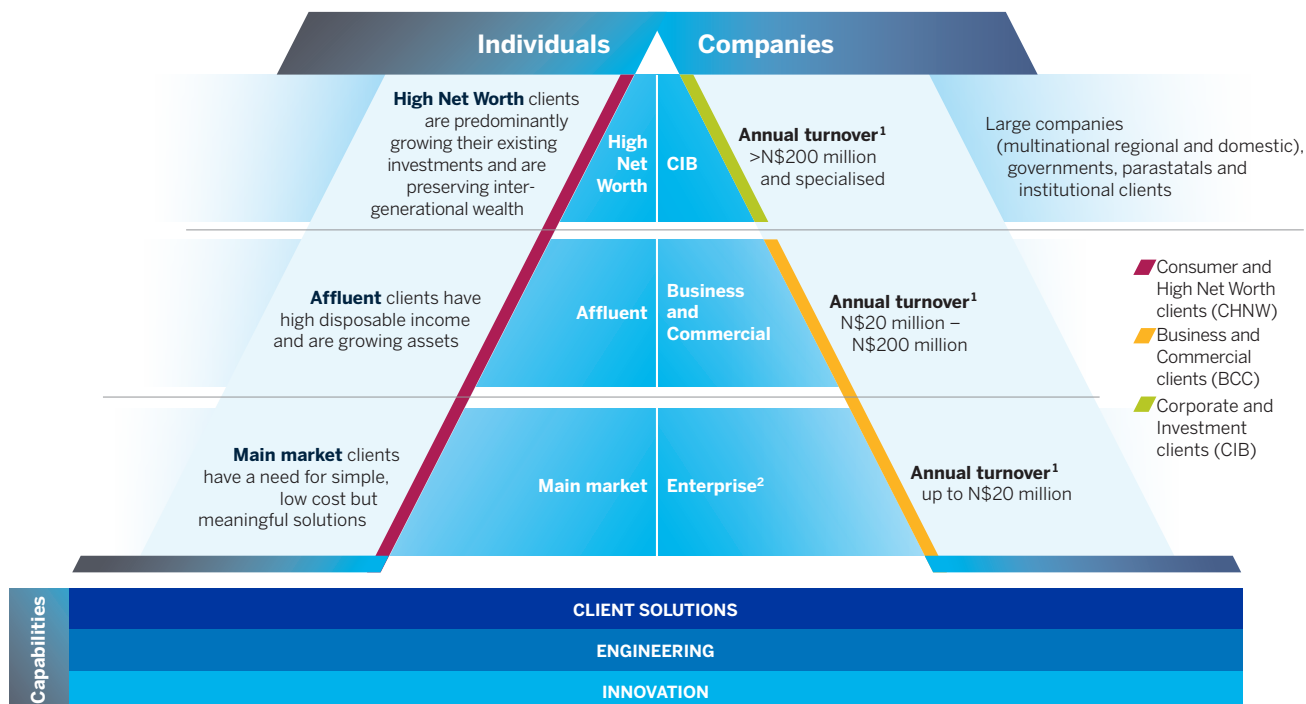 Individuals
Companies
High Net Worth clients
are predominantly
growing their existing
investments and are
preserving inter-
generational wealth
High
Net
Worth
CIB
Annual turnover¹
>N$200 million
and specialised
Large companies
(multinational regional and domestic),
governments, parastatals and
institutional clients
Affluent clients have
high disposable income
and are growing assets
Affluent
Business
and
Commercial
Annual turnover¹
N$20 million –
N$200 million
Consumer and
High Net Worth
clients (CHNW)
Business and
Commercial
clients (BCC)
Corporate and
Investment
clients (CIB)
Main market clients
have a need for simple,
low cost but
meaningful solutions
Main market
Enterprise²
Annual turnover¹
up to N$20 million
Capabilities
CLIENT SOLUTIONS
ENGINEERING
INNOVATION